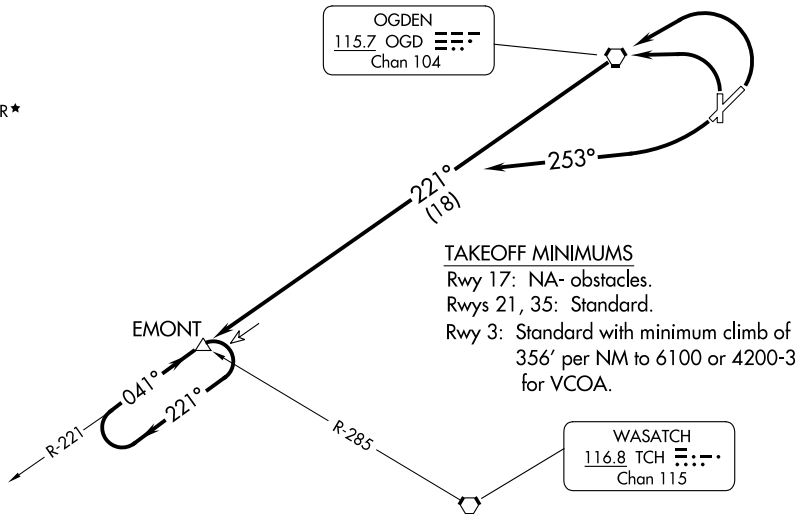 OGDEN
115.7 OGD
Chan 104
R★
253°
221°
(18)
TAKEOFF MINIMUMS
Rwy 17: NA- obstacles.
Rwys 21, 35: Standard.
Rwy 3: Standard with minimum climb of
356' per NM to 6100 or 4200-3
for VCOA.
EMONT
041°
221°
R-221
R-285
WASATCH
116.8 TCH
Chan 115